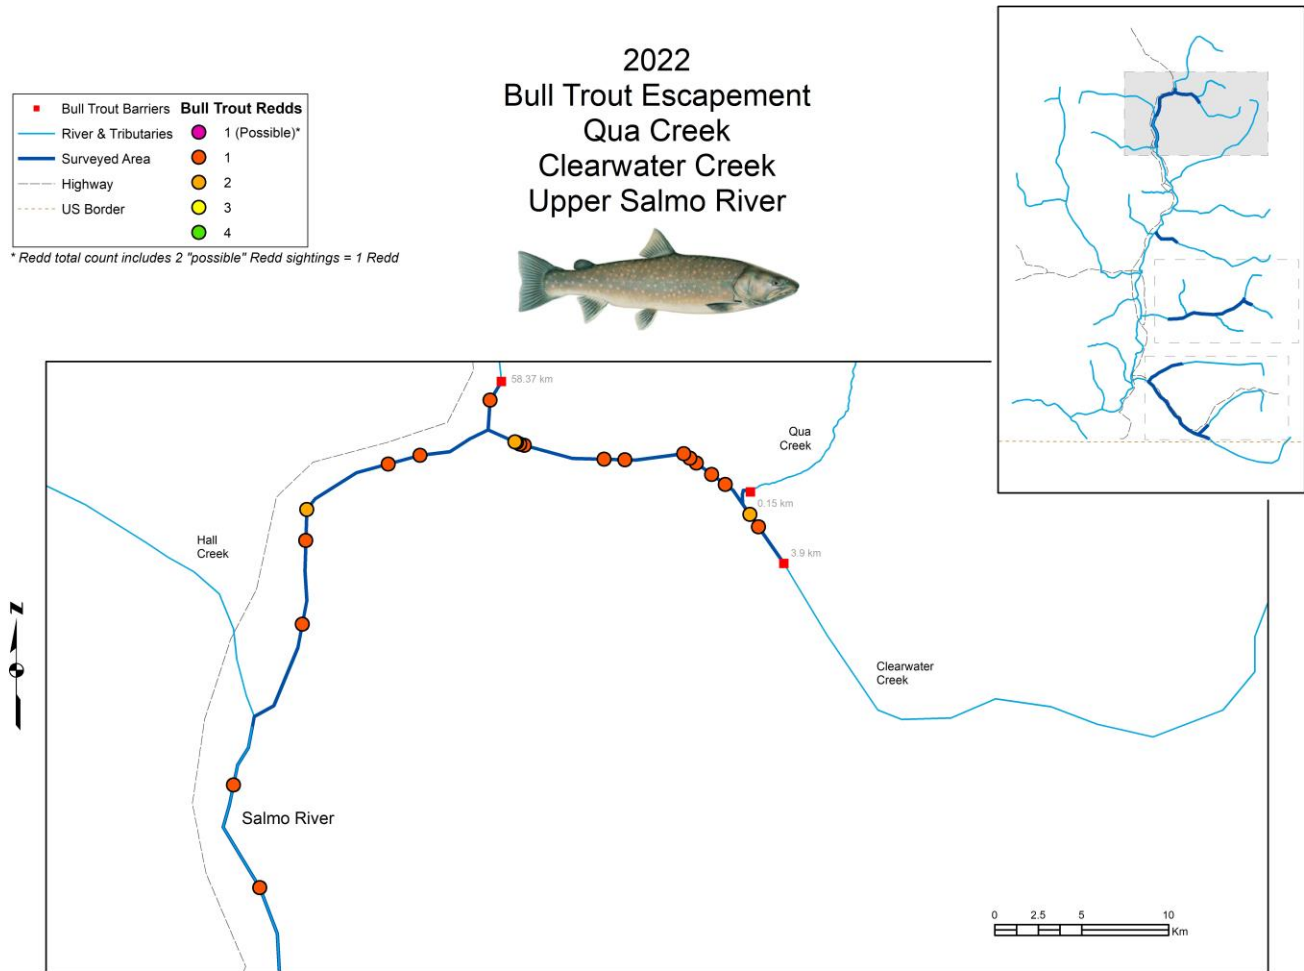 2022
Bull Trout Escapement
Qua Creek
Clearwater Creek
Upper Salmo River
Bull Trout Barriers
River & Tributaries
Surveyed Area
Highway
US Border
Bull Trout Redds
1 (Possible)*
1
2
3
4
* Redd total count includes 2 "possible" Redd sightings = 1 Redd
58.37 km
Qua
Creek
0.15 km
3.9 km
Hall
Creek
Clearwater
Creek
Salmo River
N
0 2.5 5 10
Km